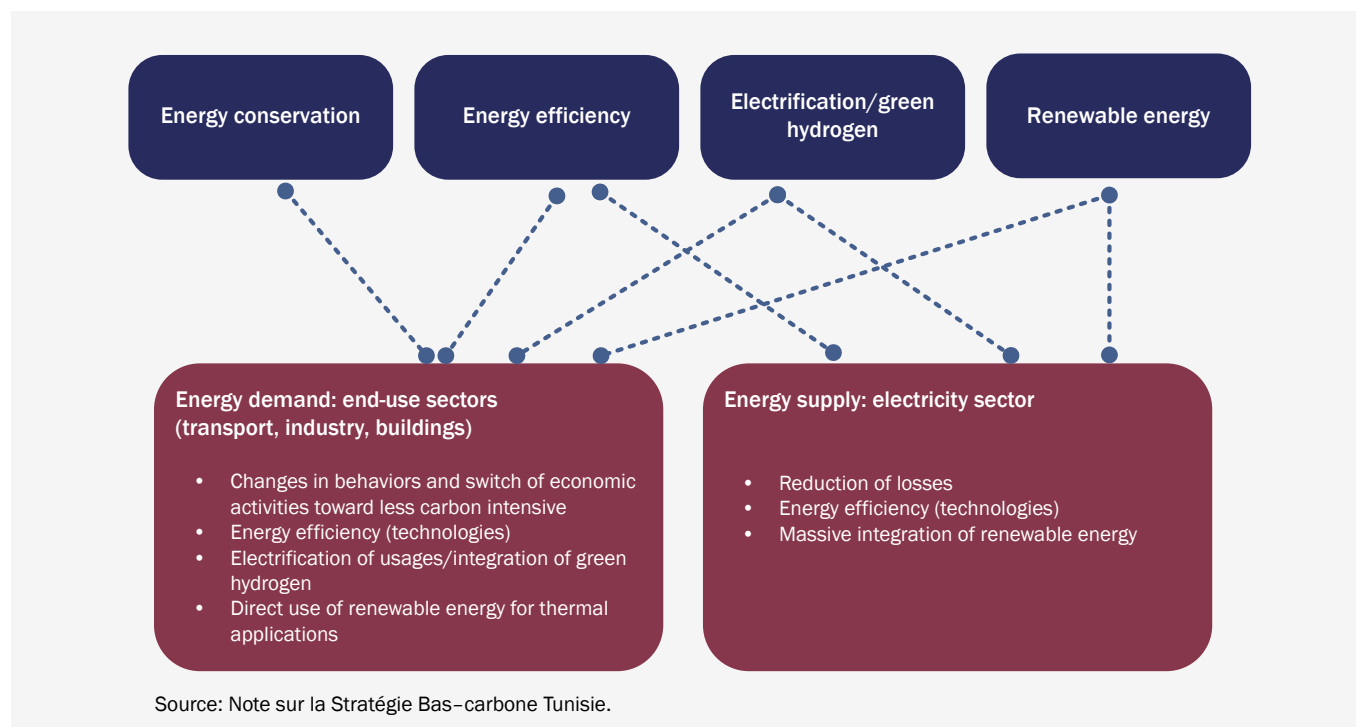 Energy conservation
Energy efficiency
Electrification/green
hydrogen
Renewable energy
Energy demand: end-use sectors
(transport, industry, buildings)
• Changes in behaviors and switch of economic
activities toward less carbon intensive
• Energy efficiency (technologies)
• Electrification of usages/integration of green
hydrogen
• Direct use of renewable energy for thermal
applications
Energy supply: electricity sector
• Reduction of losses
• Energy efficiency (technologies)
• Massive integration of renewable energy
Source: Note sur la Stratégie Bas–carbone Tunisie.